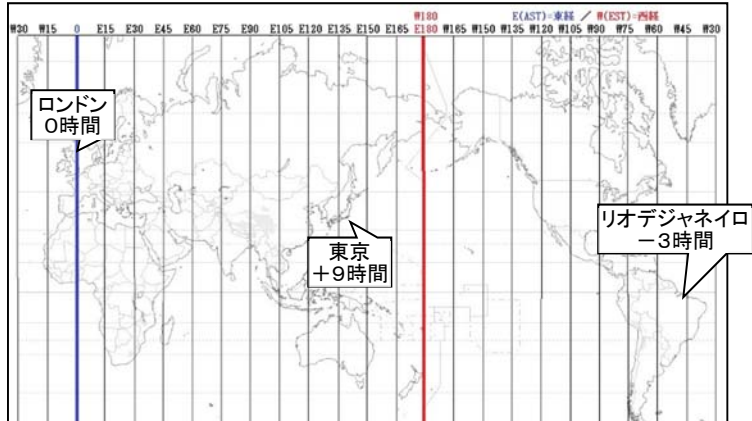 W180 E(AST)=東経 / W(EST)=西経
W30 W15 0 E15 E30 E45 E60 E75 E90 E105 E120 E135 E150 E165 E180 W165 W150 W135 W120 W105 W90 W75 W60 W45 W30
ロンドン
０時間
東京
＋９時間
リオデジャネイロ
－３時間